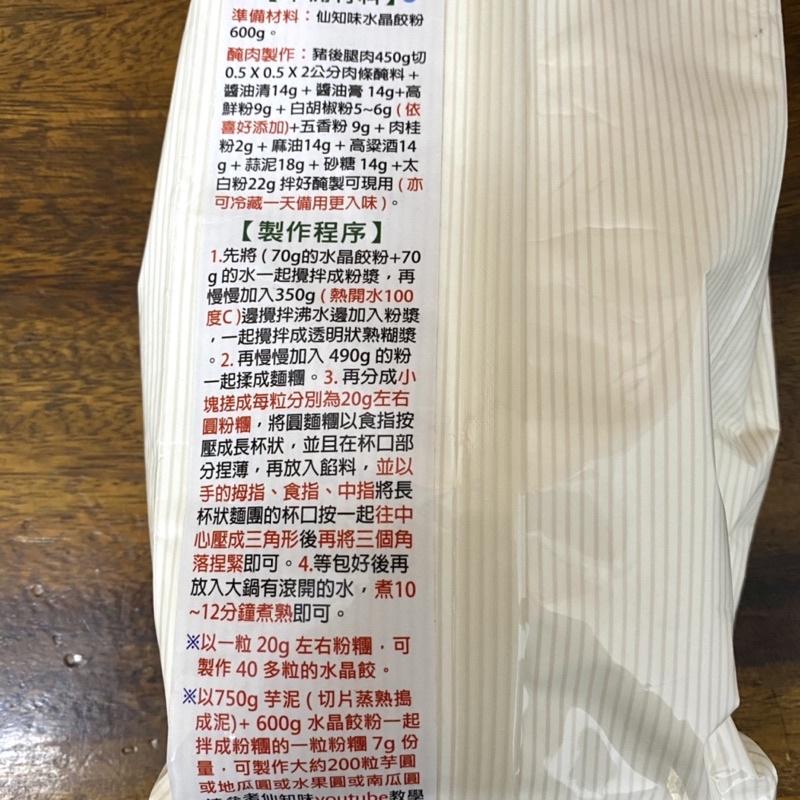 準備材料：仙知味水晶餃粉
600g。
醃肉製作：豬後腿肉450g切
0.5 X 0.5 X 2公分肉條醃料 +
醬油清14g + 醬油膏 14g+高
鮮粉9g + 白胡椒粉5~6g ( 依
喜好添加)+五香粉 9g + 肉桂
粉2g + 麻油14g + 高粱酒14
g + 蒜泥18g + 砂糖 14g +太
白粉22g 拌好醃製可現用 ( 亦
可冷藏一天備用更入味 )。
【製作程序】
1.先將 ( 70g的水晶餃粉+70
g 的水一起攪拌成粉漿，再
慢慢加入350g ( 熱開水100
度C )邊攪拌沸水邊加入粉漿
，一起攪拌成透明狀熟糊漿
。2. 再慢慢加入 490g 的粉
一起揉成麵糰。3. 再分成小
塊搓成每粒分別為20g左右
圓粉糰，將圓麵糰以食指按
壓成長杯狀，並且在杯口部
分捏薄，再放入餡料，並以
手的拇指、食指、中指將長
杯狀麵團的杯口按一起往中
心壓成三角形後再將三個角
落捏緊即可。4.等包好後再
放入大鍋有滾開的水，煮10
~12分鐘煮熟即可。
※以一粒 20g 左右粉糰，可
製作 40 多粒的水晶餃。
※以750g 芋泥 ( 切片蒸熟搗
成泥)+ 600g 水晶餃粉一起
拌成粉糰的一粒粉糰 7g 份
量，可製作大約200粒芋圓
或地瓜圓或水果圓或南瓜圓
請參考仙知味youtube教學